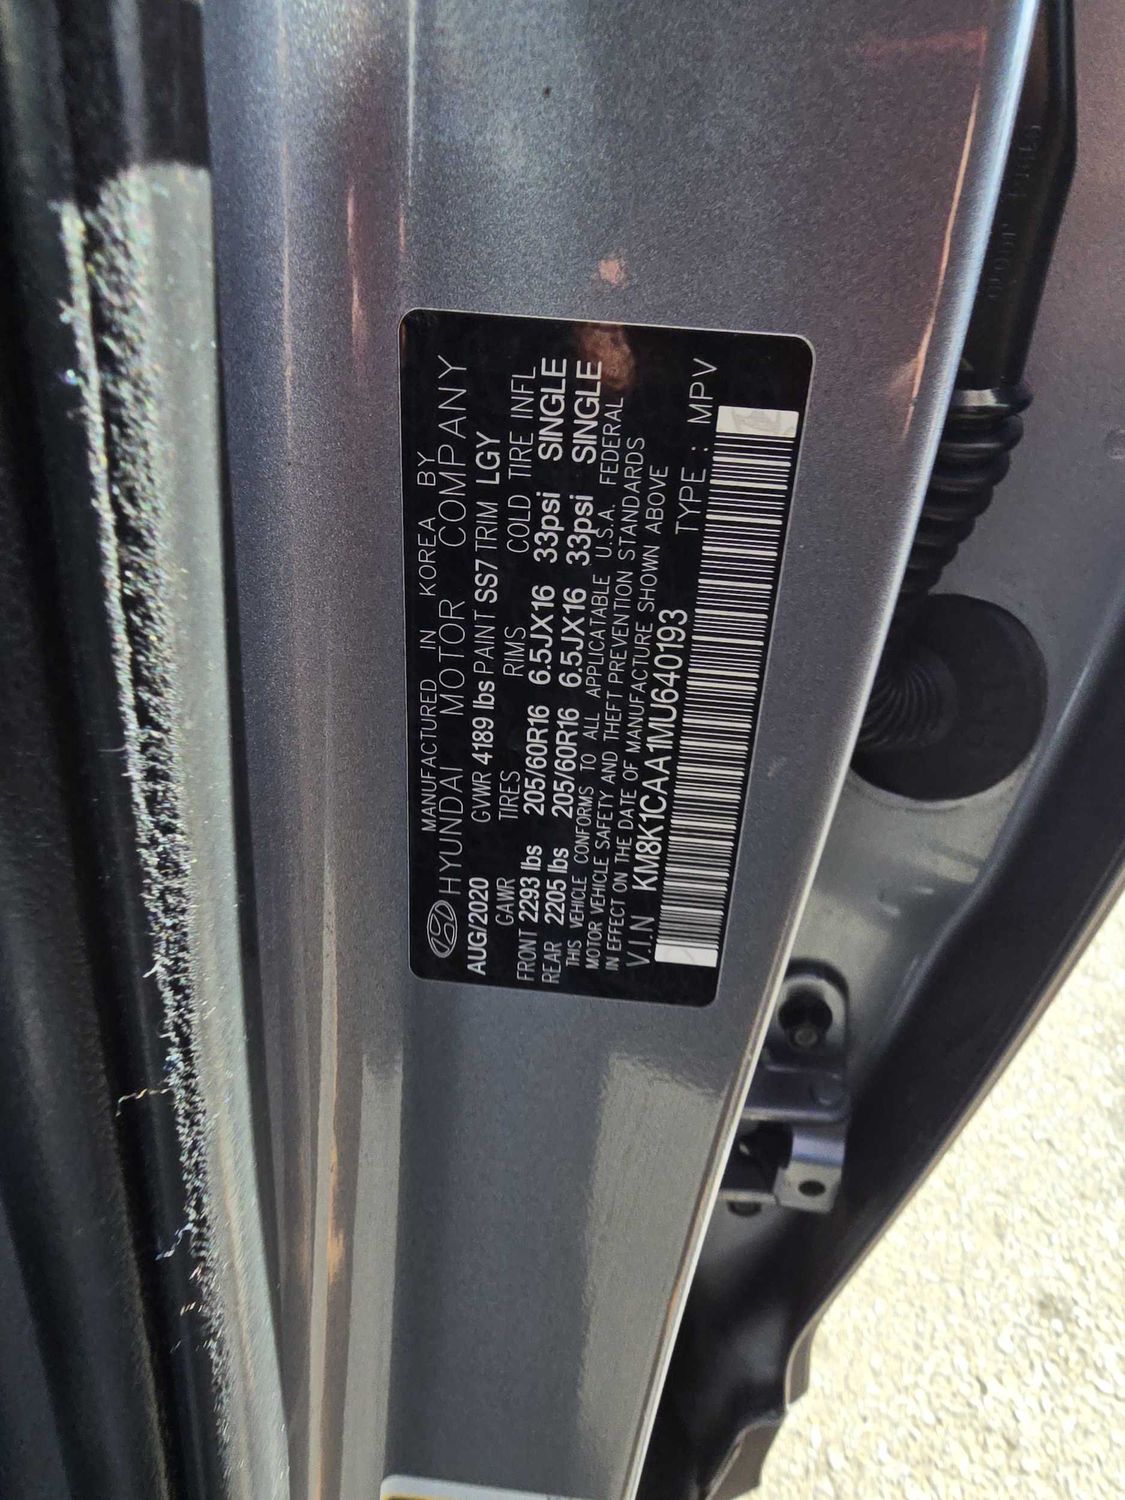 MANUFACTURED IN KOREA BY
HYUNDAI MOTOR COMPANY
AUG/2020 GVWR 4189 lbs PAINT SS7 TRIM LGY
GAWR TIRES RIMS COLD TIRE INFL
FRONT 2293 lbs 205/60R16 6.5JX16 33psi SINGLE
REAR 2205 lbs 205/60R16 6.5JX16 33psi SINGLE
THIS VEHICLE CONFORMS TO ALL APPLICABLE U.S.A. FEDERAL
MOTOR VEHICLE SAFETY AND THEFT PREVENTION STANDARDS
IN EFFECT ON THE DATE OF MANUFACTURE SHOWN ABOVE
VIN KM8K1CAA1MU640193 TYPE : MPV